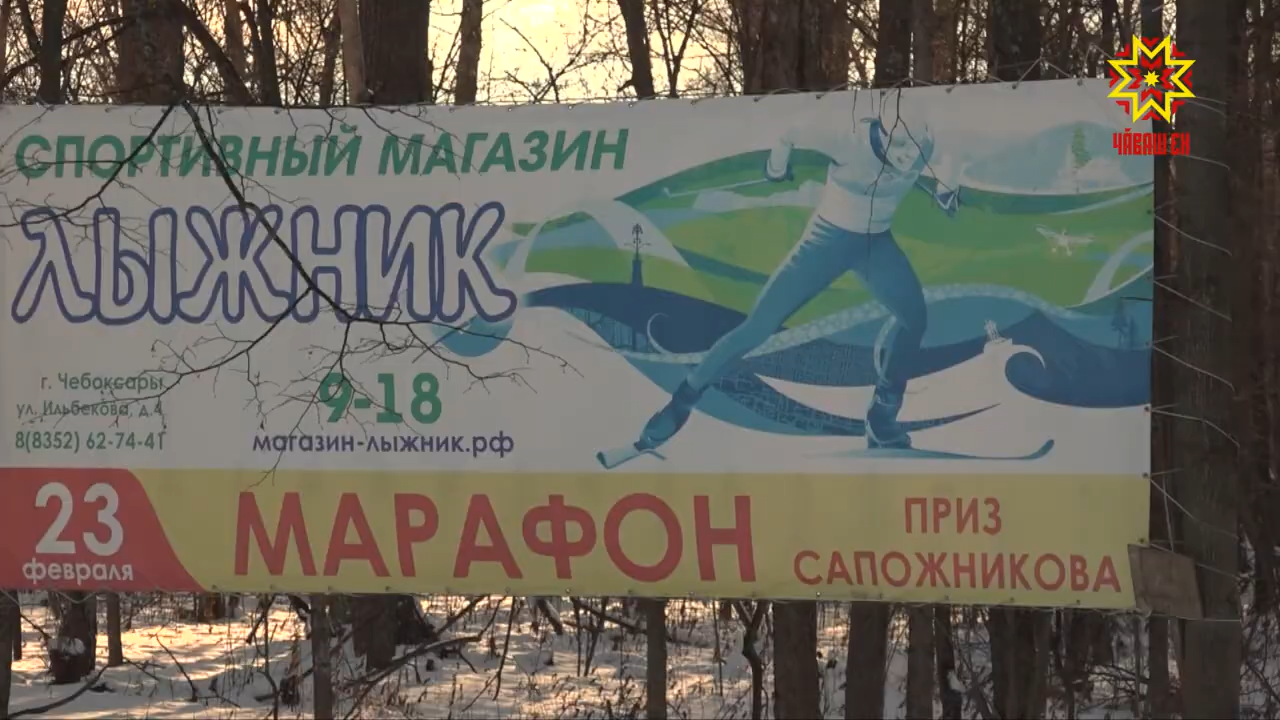 СПОРТИВНЫЙ МАГАЗИН
ЛЫЖНИК
г. Чебоксары
ул. Ильбекова, д.4
8(8352) 62-74-41
9-18
магазин-лыжник.рф
23
февраля
МАРАФОН
ПРИЗ
САПОЖНИКОВА
ЧӐВАШ ЕН